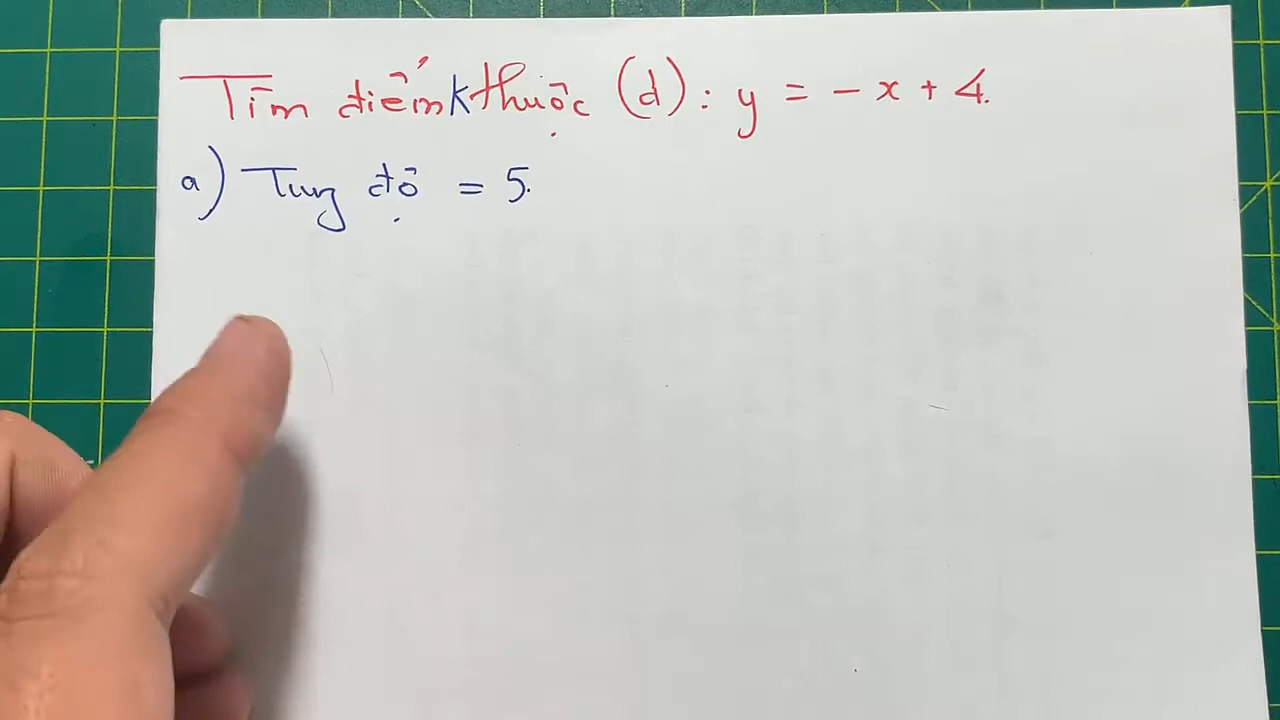 Tìm điểm K thuộc (d): y = -x + 4.
a) Tung độ = 5.